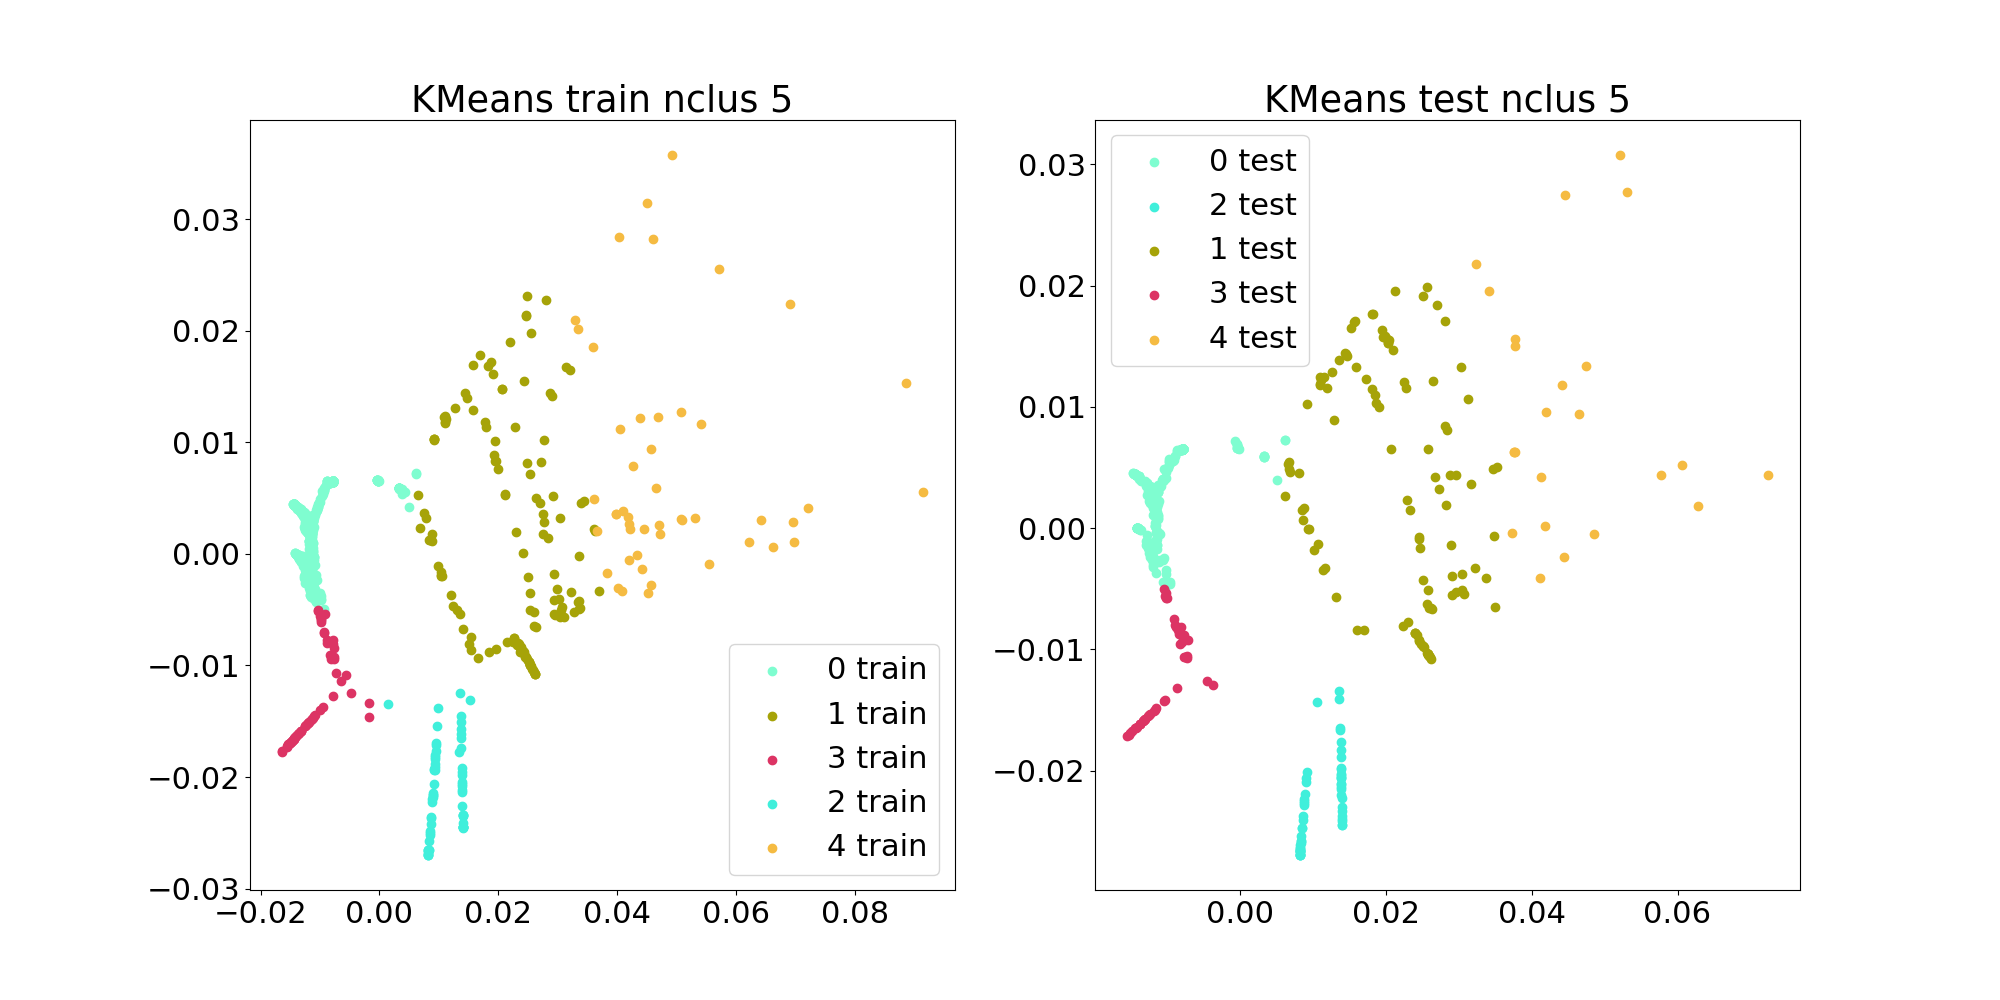 KMeans train nclus 5
0.03
0.02
0.01
0.00
−0.01
−0.02
−0.03
−0.02 0.00 0.02 0.04 0.06 0.08
0 train
1 train
3 train
2 train
4 train
KMeans test nclus 5
0.03
0.02
0.01
0.00
−0.01
−0.02
0.00 0.02 0.04 0.06
0 test
2 test
1 test
3 test
4 test